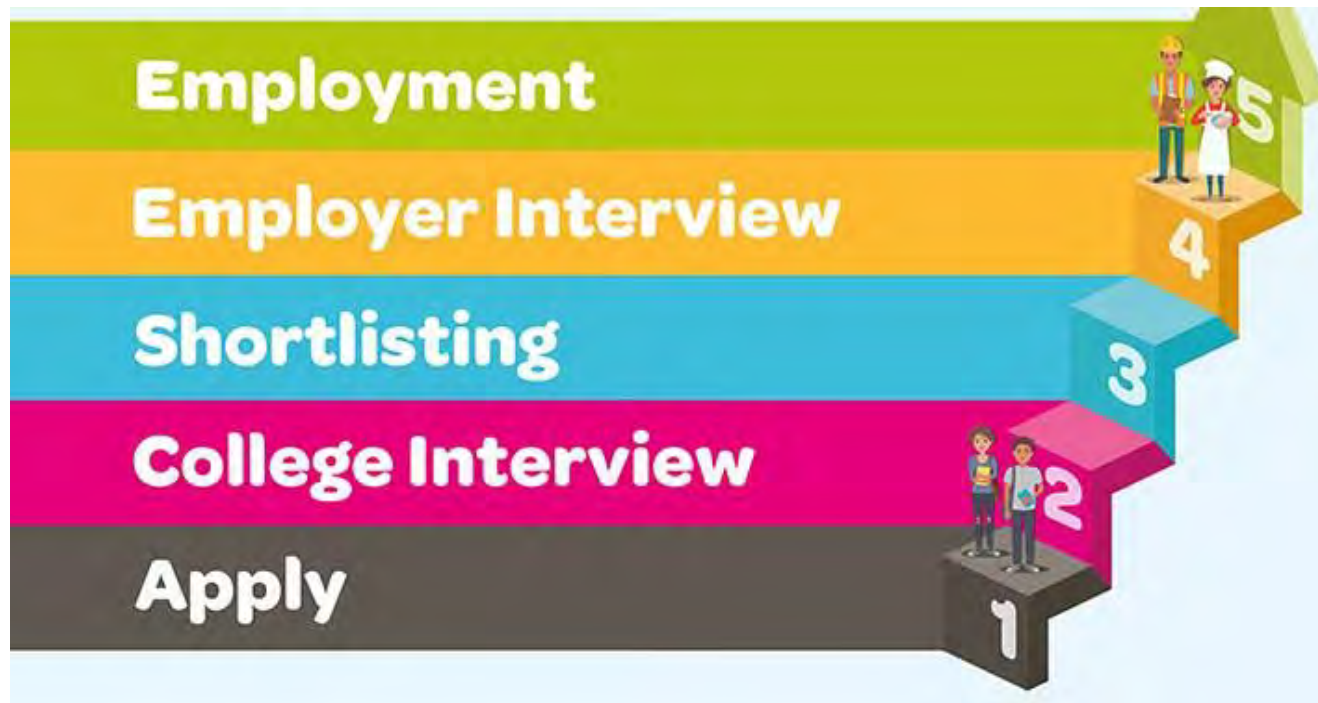 Employment
5
Employer Interview
4
Shortlisting
3
College Interview
2
Apply
1